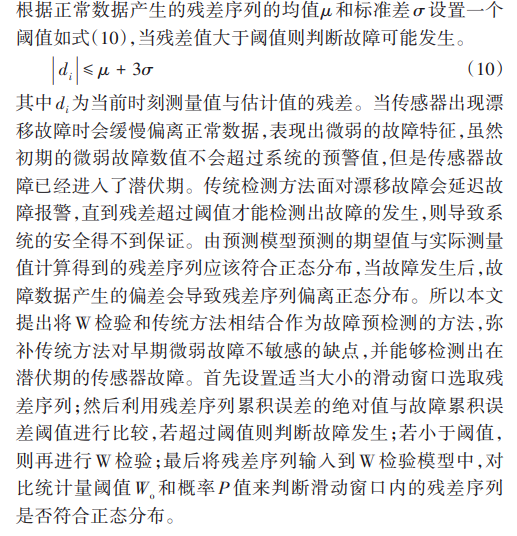 根据正常数据产生的残差序列的均值μ和标准差σ设置一个
阈值如式(10),当残差值大于阈值则判断故障可能发生。
|dᵢ| ≤ μ + 3σ (10)
其中dᵢ为当前时刻测量值与估计值的残差。当传感器出现漂
移故障时会缓慢偏离正常数据,表现出微弱的故障特征,虽然
初期的微弱故障数值不会超过系统的预警值,但是传感器故
障已经进入了潜伏期。传统检测方法面对漂移故障会延迟故
障报警,直到残差超过阈值才能检测出故障的发生,则导致系
统的安全得不到保证。由预测模型预测的期望值与实际测量
值计算得到的残差序列应该符合正态分布,当故障发生后,故
障数据产生的偏差会导致残差序列偏离正态分布。所以本文
提出将W检验和传统方法相结合作为故障预检测的方法,弥
补传统方法对早期微弱故障不敏感的缺点,并能够检测出在
潜伏期的传感器故障。首先设置适当大小的滑动窗口选取残
差序列;然后利用残差序列累积误差的绝对值与故障累积误
差阈值进行比较,若超过阈值则判断故障发生;若小于阈值,
则再进行W检验;最后将残差序列输入到W检验模型中,对
比统计量阈值Wₒ和概率P值来判断滑动窗口内的残差序列
是否符合正态分布。